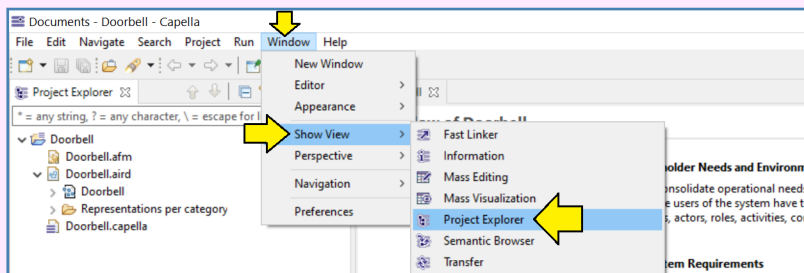 Documents - Doorbell - Capella
File Edit Navigate Search Project Run Window Help
New Window
Project Explorer
Editor
Appearance
* = any string, ? = any character, \ = escape for l
Show View
Fast Linker
Doorbell
Perspective
Information
Doorbell.afm
Mass Editing
Doorbell.aird
Navigation
Mass Visualization
Doorbell
Preferences
Project Explorer
Representations per category
Semantic Browser
Doorbell.capella
Transfer
older Needs and Environm
onsolidate operational need
e users of the system have t
, actors, roles, activities, co
tem Requirements